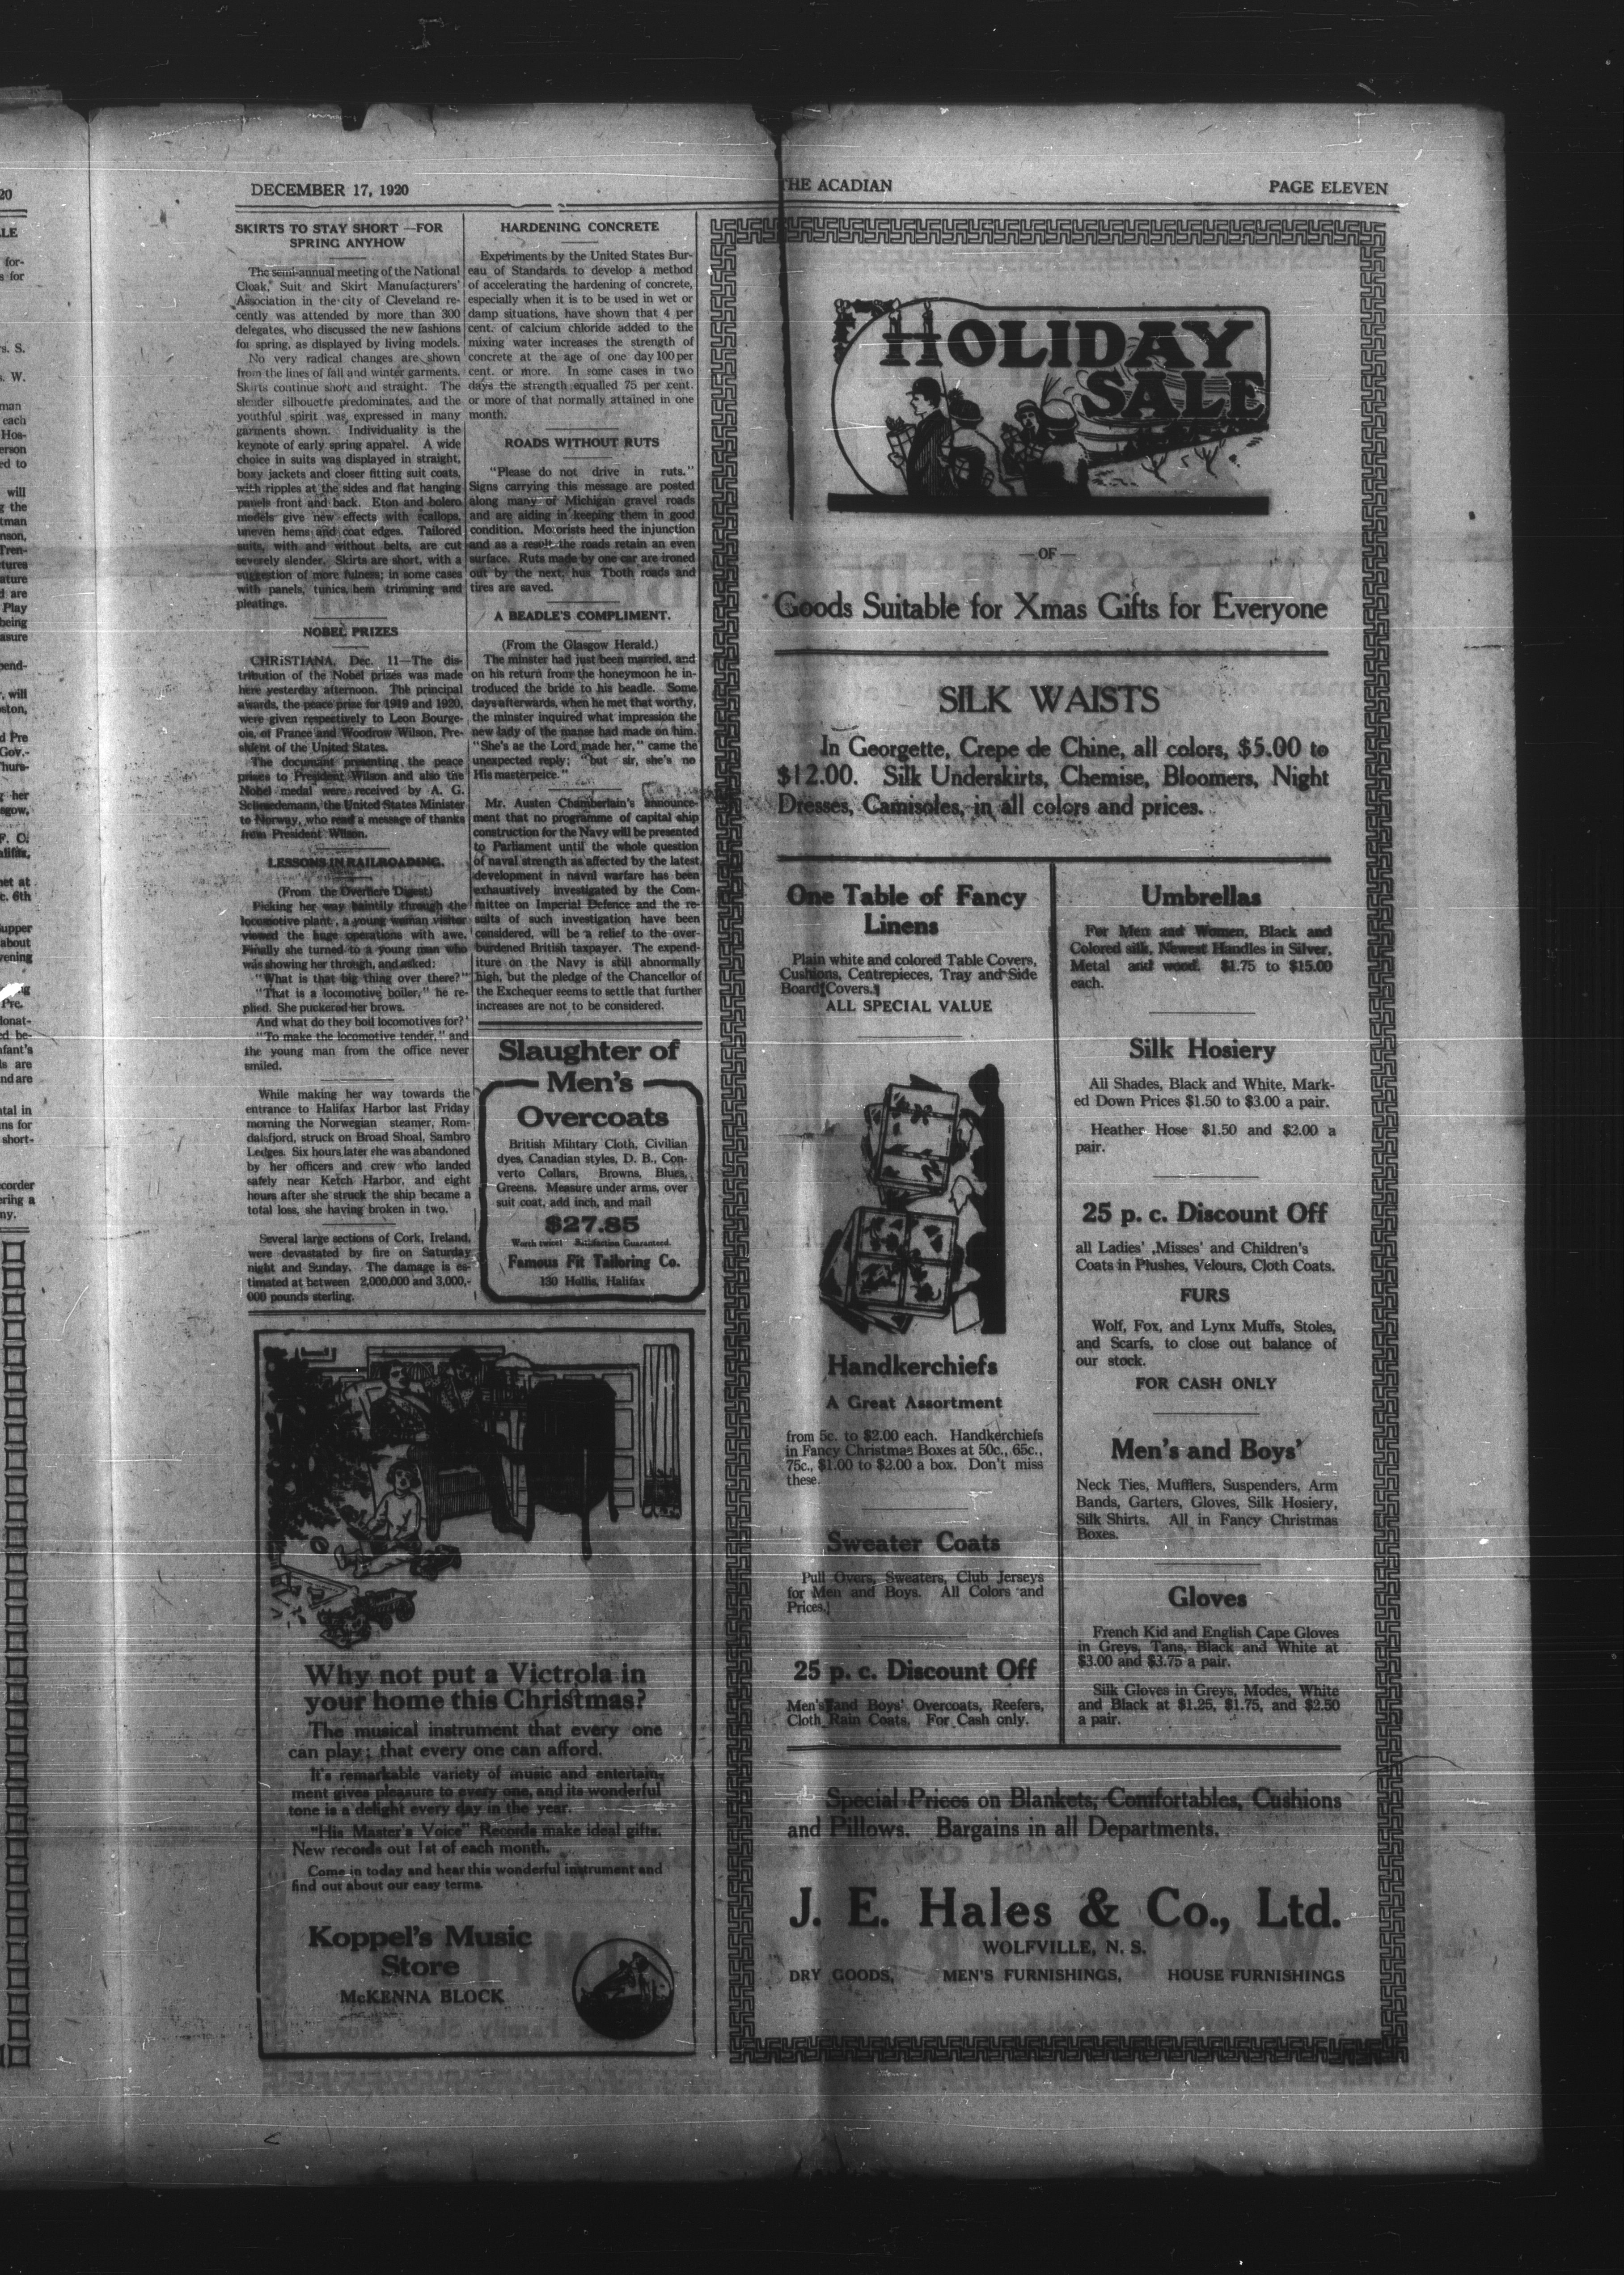 DECEMBER 17, 1920
THE ACADIAN
PAGE ELEVEN
SKIRTS TO STAY SHORT —FOR
SPRING ANYHOW
The semi-annual meeting of the National
Cloak, Suit and Skirt Manufacturers'
Association in the city of Cleveland re-
cently was attended by more than 300
delegates, who discussed the new fashions
for spring, as displayed by living models.
No very radical changes are shown
from the lines of fall and winter garments.
Skirts continue short and straight. The
slender silhouette predominates, and the
youthful spirit was expressed in many
garments shown. Individuality is the
keynote of early spring apparel. A wide
choice in suits was displayed in straight,
boxy jackets and closer fitting suit coats,
with ripples at the sides and flat hanging
panels front and back. Eton and bolero
models give new effects with scallops,
uneven hems and coat edges. Tailored
suits, with and without belts, are cut
severely slender. Skirts are short, with a
suggestion of more fulness; in some cases
with panels, tunics, hem trimming and
pleatings.
NOBEL PRIZES
CHRISTIANA, Dec. 11—The dis-
tribution of the Nobel prizes was made
here yesterday afternoon. Thh principal
awards, the peace prize for 1919 and 1920,
were given respectively to Leon Bourge-
ois, of France and Woodrow Wilson, Pre-
sident of the United States.
The document presenting the peace
prizes to President Wilson and also the
Nobel medal were received by A. G.
Schmedemann, the United States Minister
to Norway, who read a message of thanks
from President Wilson.
LESSONS IN RAILROADING.
(From the Overhere Digest)
Picking her way daintily through the
locomotive plant, a young woman visitor
viewed the huge operations with awe.
Finally she turned to a young man who
was showing her through, and asked:
"What is that big thing over there?"
"That is a locomotive boiler," he re-
plied. She puckered her brows.
And what do they boil locomotives for?'
"To make the locomotive tender," and
the young man from the office never
smiled.
While making her way towards the
entrance to Halifax Harbor last Friday
morning the Norwegian steamer, Rom-
dalsfjord, struck on Broad Shoal, Sambro
Ledges. Six hours later she was abandoned
by her officers and crew who landed
safely near Ketch Harbor, and eight
hours after she struck the ship became a
total loss, she having broken in two.
Several large sections of Cork, Ireland,
were devastated by fire on Saturday
night and Sunday. The damage is es-
timated at between 2,000,000 and 3,000,-
000 pounds sterling.
HARDENING CONCRETE
Experiments by the United States Bur-
eau of Standards to develop a method
of accelerating the hardening of concrete,
especially when it is to be used in wet or
damp situations, have shown that 4 per
cent. of calcium chloride added to the
mixing water increases the strength of
concrete at the age of one day 100 per
cent. or more. In some cases in two
days the strength equalled 75 per cent.
or more of that normally attained in one
month.
ROADS WITHOUT RUTS
"Please do not drive in ruts."
Signs carrying this message are posted
along many of Michigan gravel roads
and are aiding in keeping them in good
condition. Motorists heed the injunction
and as a result the roads retain an even
surface. Ruts made by one car are ironed
out by the next, hus Tboth roads and
tires are saved.
A BEADLE'S COMPLIMENT.
(From the Glasgow Herald.)
The minster had just been married, and
on his return from the honeymoon he in-
troduced the bride to his beadle. Some
days afterwards, when he met that worthy,
the minster inquired what impression the
new lady of the manse had made on him.
"She's as the Lord made her," came the
unexpected reply; "but sir, she's no
His masterpeice."
Mr. Austen Chamberlain's announce-
ment that no programme of capital ship
construction for the Navy will be presented
to Parliament until the whole question
of naval strength as affected by the latest
development in naval warfare has been
exhaustively investigated by the Com-
mittee on Imperial Defence and the re-
sults of such investigation have been
considered, will be a relief to the over-
burdened British taxpayer. The expend-
iture on the Navy is still abnormally
high, but the pledge of the Chancellor of
the Exchequer seems to settle that further
increases are not to be considered.
Slaughter of
Men's
Overcoats
British Military Cloth, Civilian
dyes, Canadian styles, D. B., Con-
verto Collars, Browns, Blues,
Greens. Measure under arms, over
suit coat, add inch, and mail
$27.85
Worth twice! Satisfaction Guaranteed.
Famous Fit Tailoring Co.
130 Hollis, Halifax
Why not put a Victrola in
your home this Christmas?
The musical instrument that every one
can play; that every one can afford.
It's remarkable variety of music and entertain-
ment gives pleasure to every one, and its wonderful
tone is a delight every day in the year.
"His Master's Voice" Records make ideal gifts.
New records out 1st of each month.
Come in today and hear this wonderful instrument and
find out about our easy terms.
Koppel's Music
Store
McKENNA BLOCK
HOLIDAY
SALE
—OF—
Goods Suitable for Xmas Gifts for Everyone
SILK WAISTS
In Georgette, Crepe de Chine, all colors, $5.00 to
$12.00. Silk Underskirts, Chemise, Bloomers, Night
Dresses, Camisoles, in all colors and prices.
One Table of Fancy
Linens
Plain white and colored Table Covers,
Cushions, Centrepieces, Tray and Side
Board Covers.
ALL SPECIAL VALUE
Handkerchiefs
A Great Assortment
from 5c. to $2.00 each. Handkerchiefs
in Fancy Christmas Boxes at 50c., 65c.,
75c., $1.00 to $2.00 a box. Don't miss
these.
Sweater Coats
Pull Overs, Sweaters, Club Jerseys
for Men and Boys. All Colors and
Prices.
25 p. c. Discount Off
Men's and Boys' Overcoats, Reefers,
Cloth Rain Coats, For Cash only.
Umbrellas
For Men and Women, Black and
Colored silk, Newest Handles in Silver,
Metal and wood. $1.75 to $15.00
each.
Silk Hosiery
All Shades, Black and White, Mark-
ed Down Prices $1.50 to $3.00 a pair.
Heather Hose $1.50 and $2.00 a
pair.
25 p. c. Discount Off
all Ladies' ,Misses' and Children's
Coats in Plushes, Velours, Cloth Coats.
FURS
Wolf, Fox, and Lynx Muffs, Stoles,
and Scarfs, to close out balance of
our stock.
FOR CASH ONLY
Men's and Boys'
Neck Ties, Mufflers, Suspenders, Arm
Bands, Garters, Gloves, Silk Hosiery,
Silk Shirts. All in Fancy Christmas
Boxes.
Gloves
French Kid and English Cape Gloves
in Greys, Tans, Black and White at
$3.00 and $3.75 a pair.
Silk Gloves in Greys, Modes, White
and Black at $1.25, $1.75, and $2.50
a pair.
Special Prices on Blankets, Comfortables, Cushions
and Pillows. Bargains in all Departments.
J. E. Hales & Co., Ltd.
WOLFVILLE, N. S.
DRY GOODS, MEN'S FURNISHINGS, HOUSE FURNISHINGS